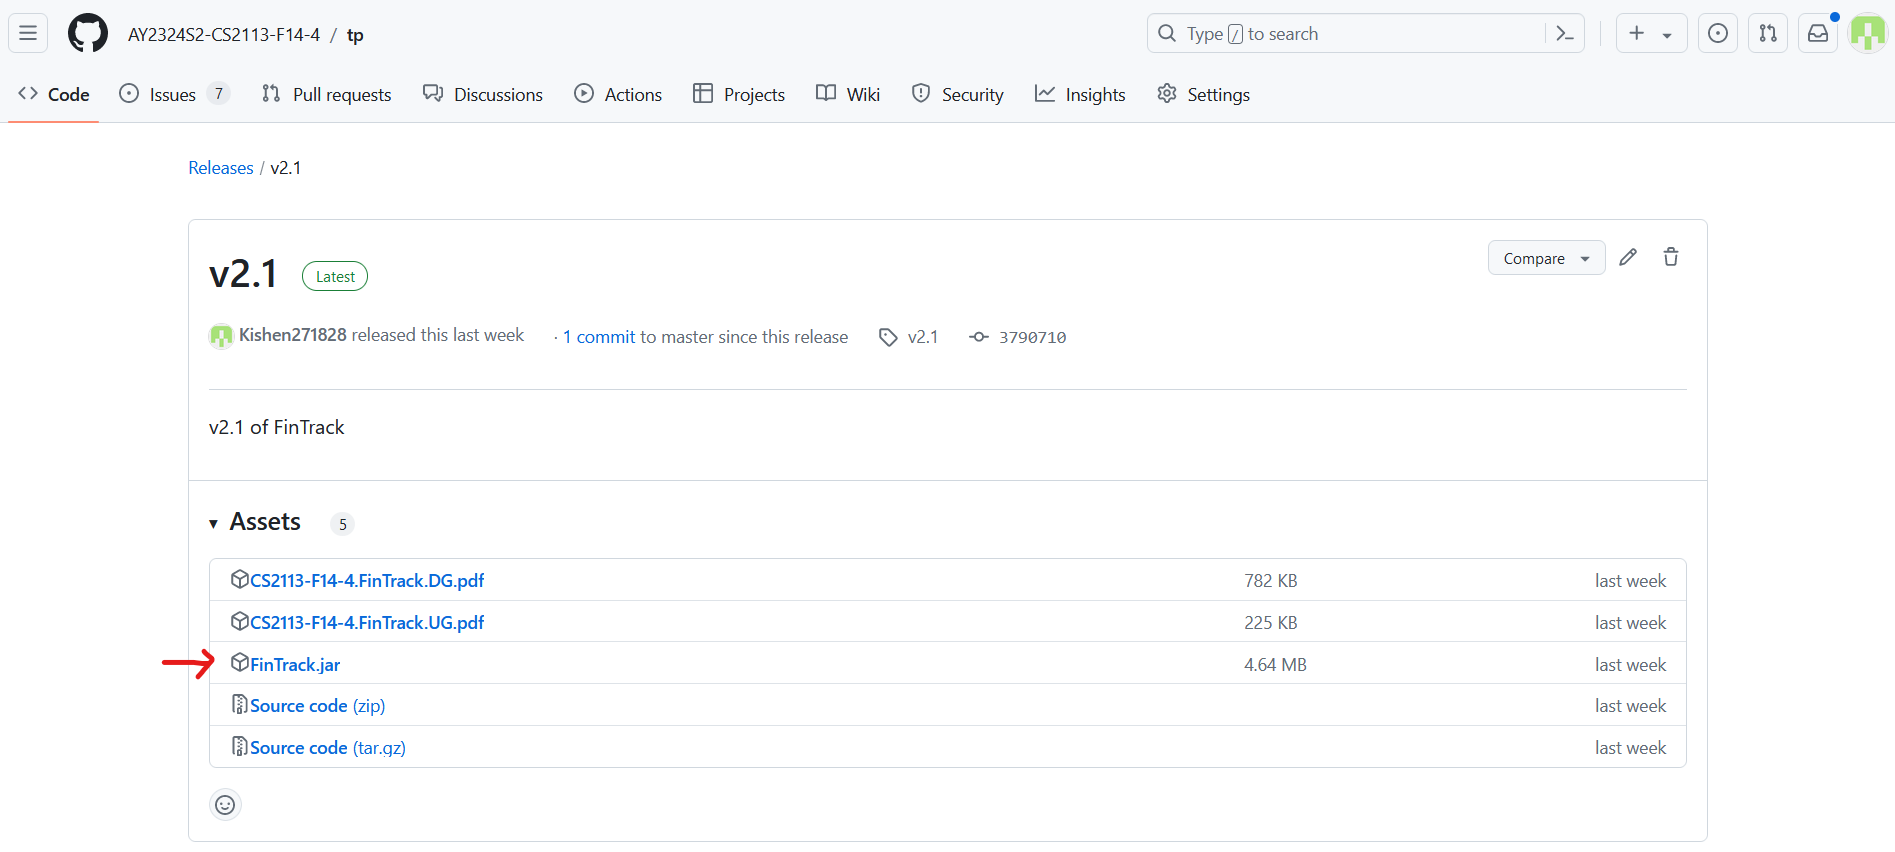 AY2324S2-CS2113-F14-4 / tp
Type / to search
Code
Issues 7
Pull requests
Discussions
Actions
Projects
Wiki
Security
Insights
Settings
Releases / v2.1
v2.1 Latest
Compare
Kishen271828 released this last week · 1 commit to master since this release v2.1 3790710
v2.1 of FinTrack
Assets 5
CS2113-F14-4.FinTrack.DG.pdf 782 KB last week
CS2113-F14-4.FinTrack.UG.pdf 225 KB last week
FinTrack.jar 4.64 MB last week
Source code (zip) last week
Source code (tar.gz) last week